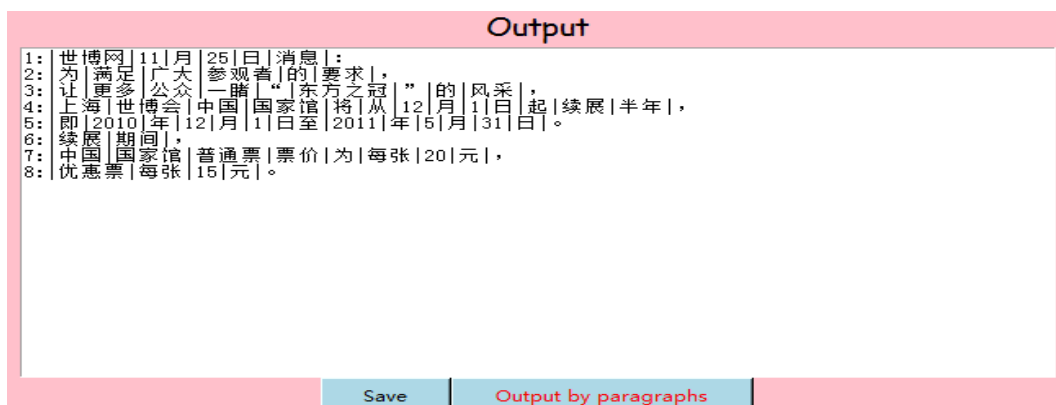 Output
1:|世博网|11|月|25|日|消息|：
2:|为|满足|广大|参观者|的|要求|，
3:|让|更多|公众|一睹|“|东方之冠|”|的|风采|，
4:|上海|世博会|中国|国家馆|将|从|12|月|1|日|起|续展|半年|，
5:|即|2010|年|12|月|1|日至|2011|年|5|月|31|日|。
6:|续展|期间|，
7:|中国|国家馆|普通票|票价|为|每张|20|元|，
8:|优惠票|每张|15|元|。
Save Output by paragraphs